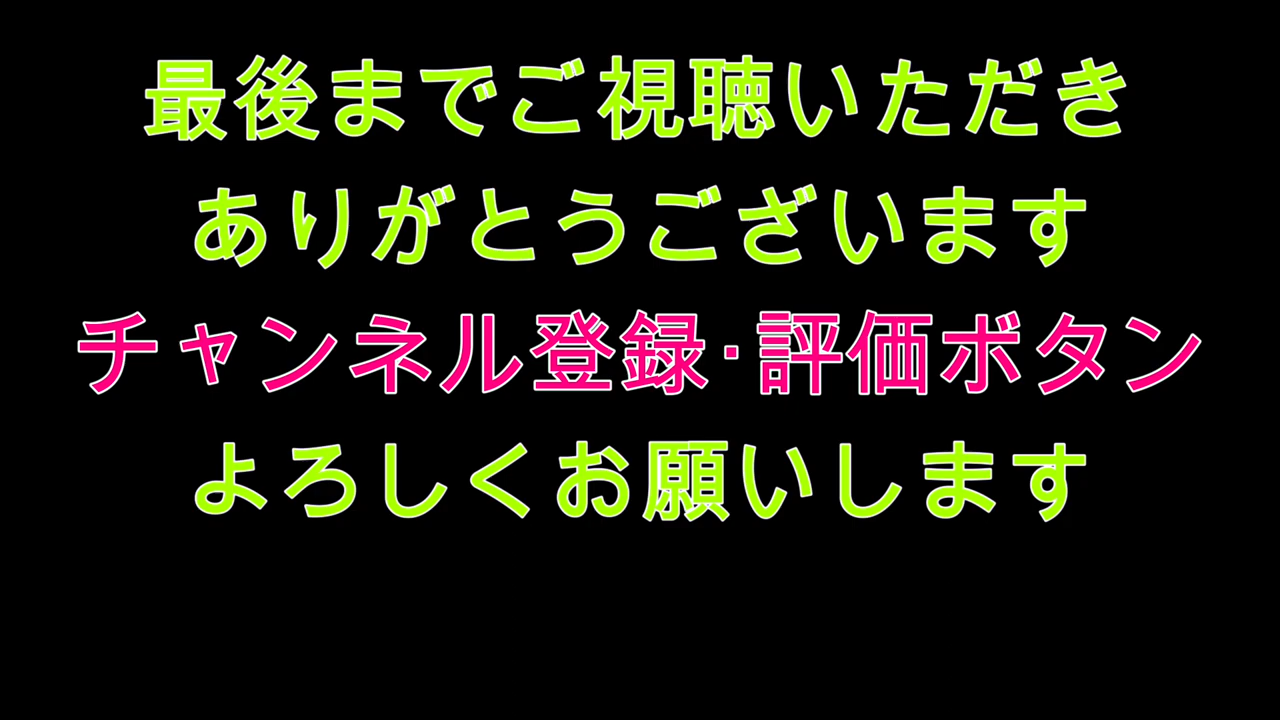 最後までご視聴いただき
ありがとうございます
チャンネル登録・評価ボタン
よろしくお願いします